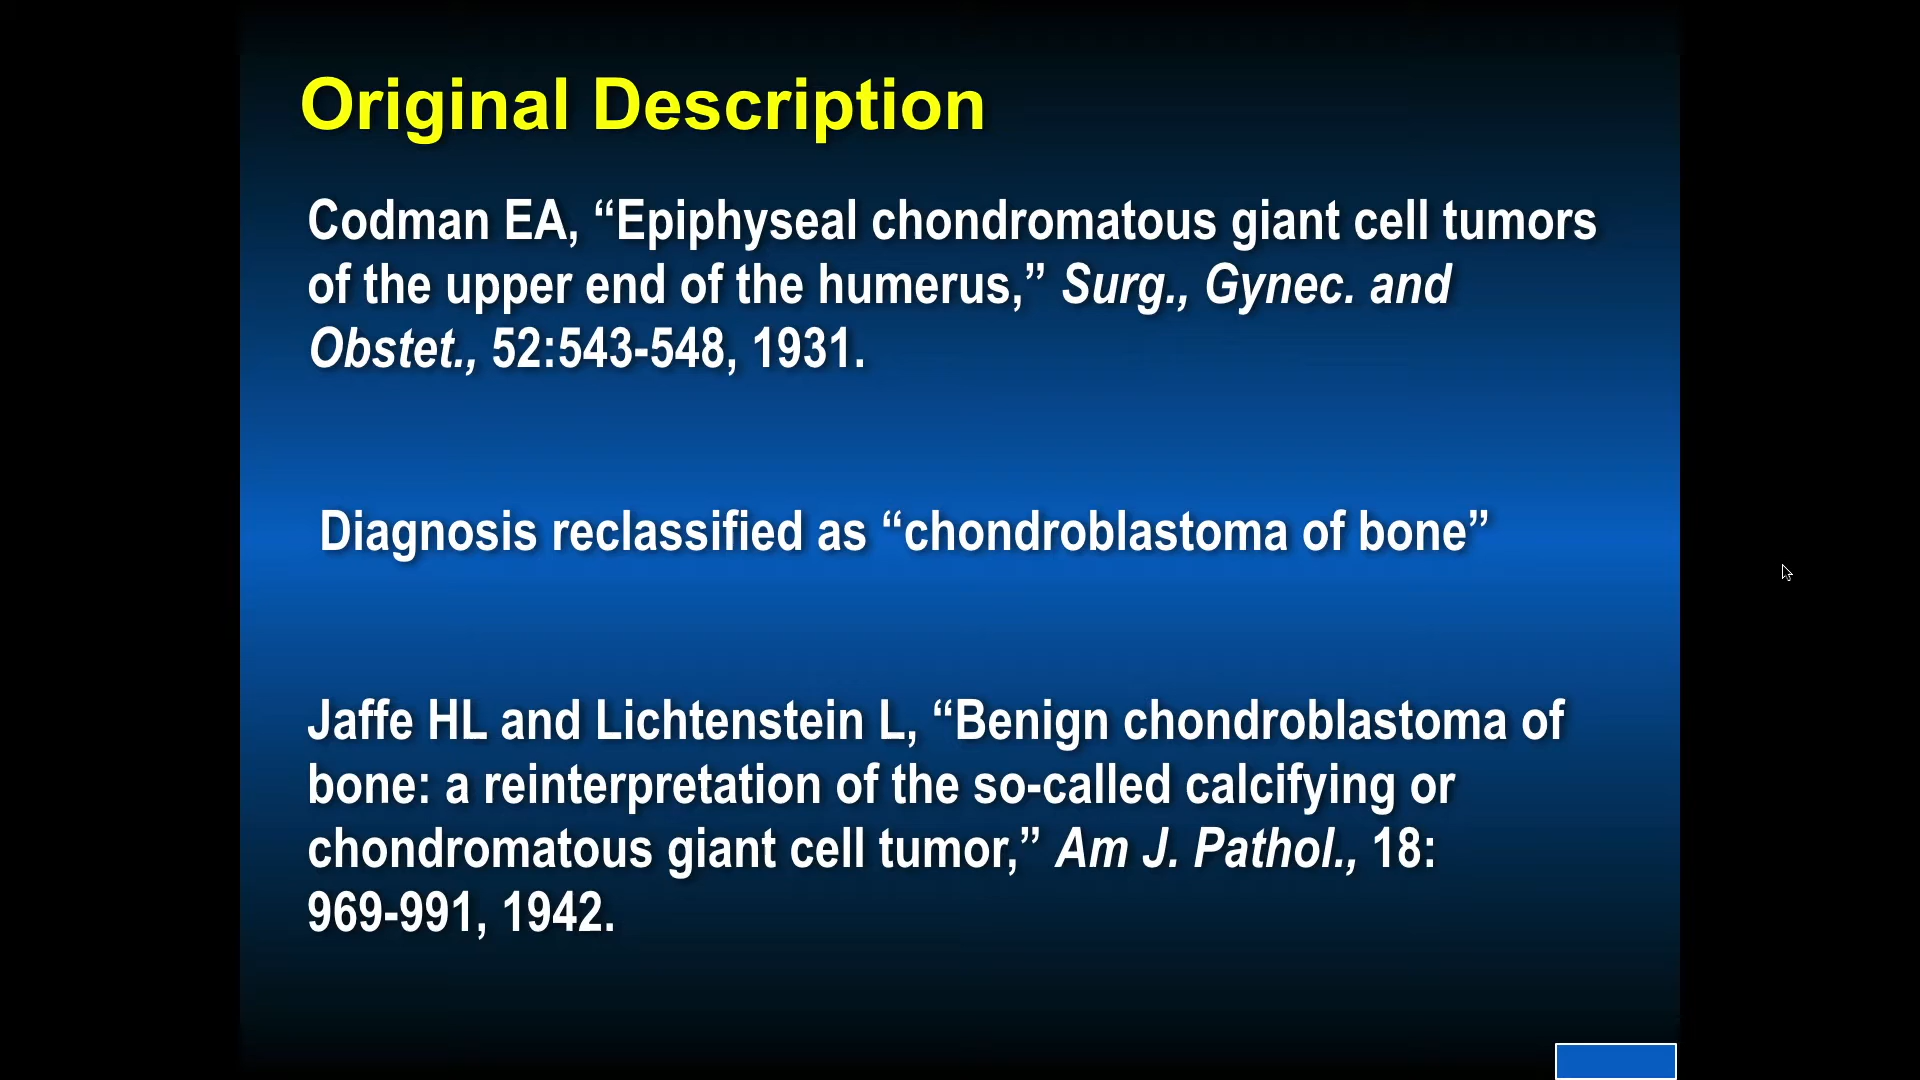 Original Description
Codman EA, “Epiphyseal chondromatous giant cell tumors
of the upper end of the humerus,” Surg., Gynec. and
Obstet., 52:543-548, 1931.
Diagnosis reclassified as “chondroblastoma of bone”
Jaffe HL and Lichtenstein L, “Benign chondroblastoma of
bone: a reinterpretation of the so-called calcifying or
chondromatous giant cell tumor,” Am J. Pathol., 18:
969-991, 1942.